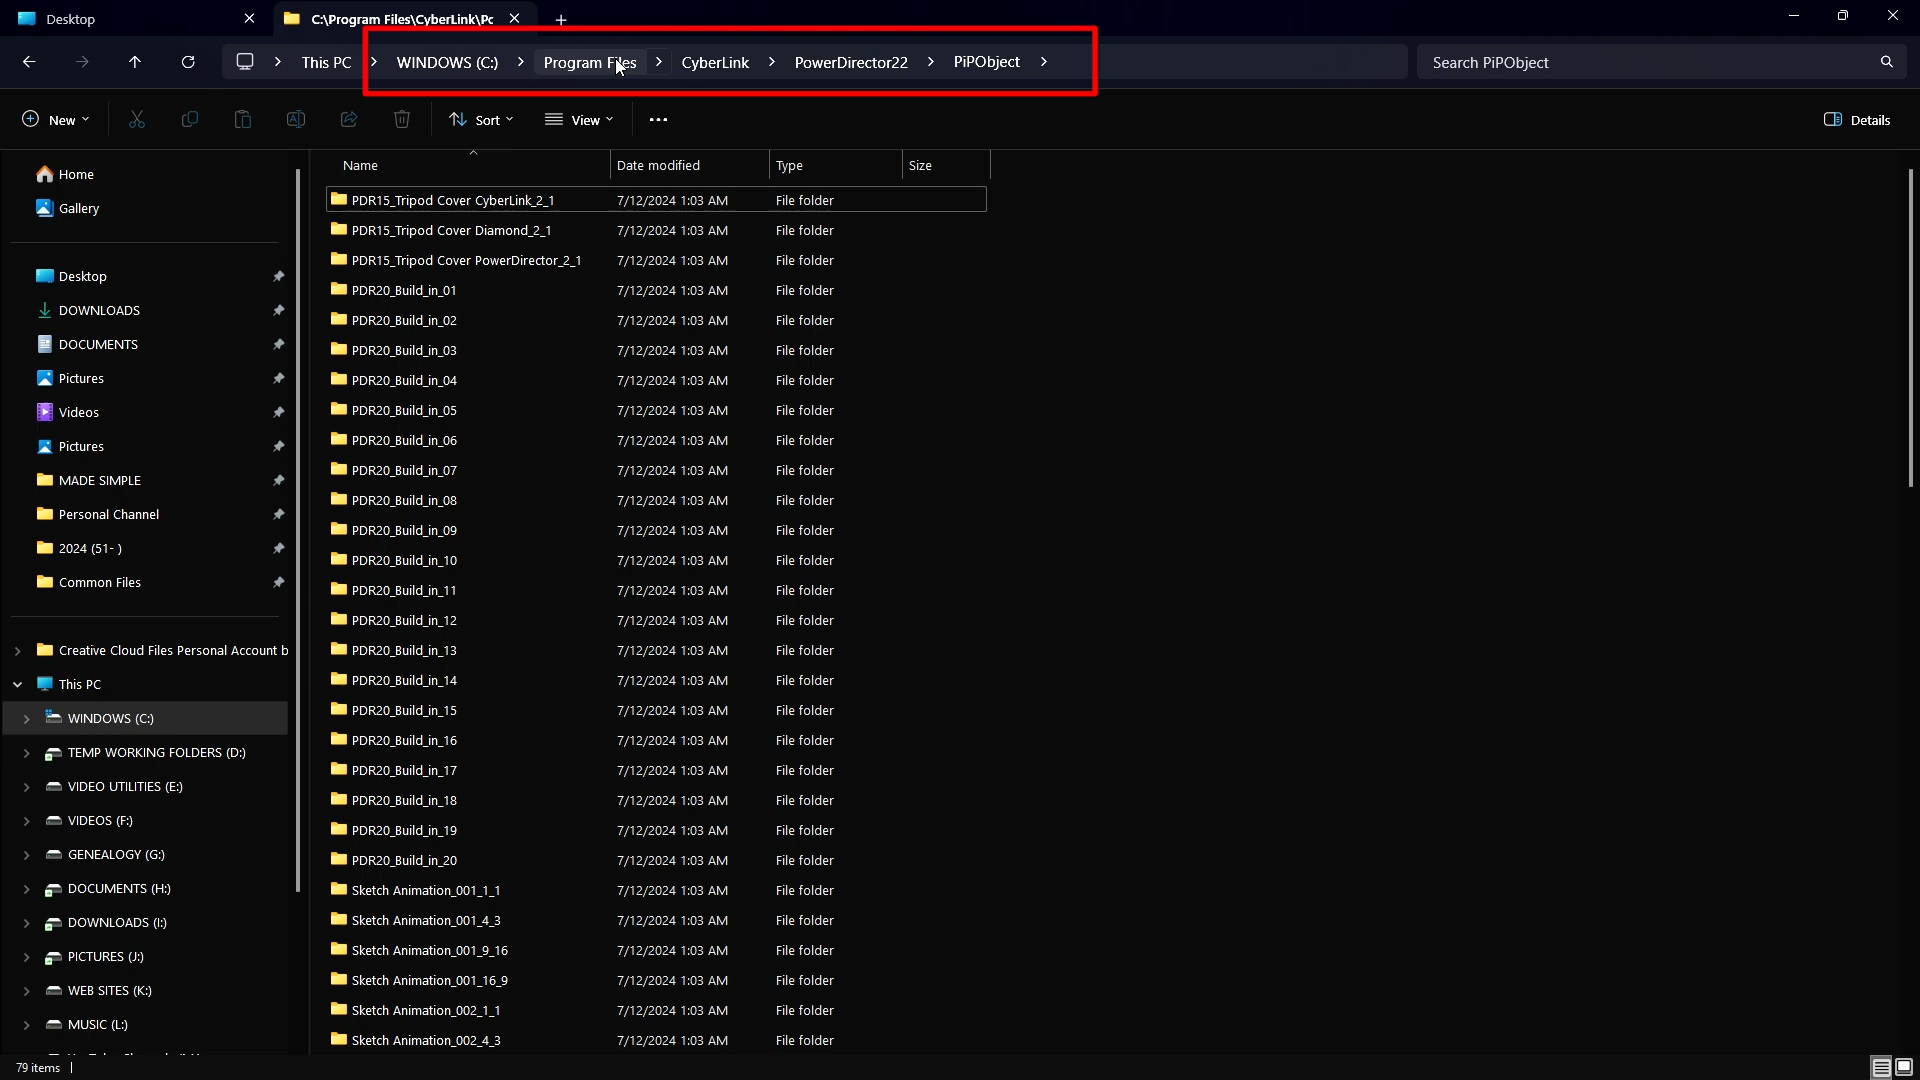 Desktop
C:\Program Files\CyberLink\Pc
This PC > WINDOWS (C:) > Program Files > CyberLink > PowerDirector22 > PiPObject >
Search PiPObject
New
Sort
View
Details
Home
Gallery
Desktop
DOWNLOADS
DOCUMENTS
Pictures
Videos
Pictures
MADE SIMPLE
Personal Channel
2024 (51- )
Common Files
Creative Cloud Files Personal Account b
This PC
WINDOWS (C:)
TEMP WORKING FOLDERS (D:)
VIDEO UTILITIES (E:)
VIDEOS (F:)
GENEALOGY (G:)
DOCUMENTS (H:)
DOWNLOADS (I:)
PICTURES (J:)
WEB SITES (K:)
MUSIC (L:)
Name Date modified Type Size
PDR15_Tripod Cover CyberLink_2_1 7/12/2024 1:03 AM File folder
PDR15_Tripod Cover Diamond_2_1 7/12/2024 1:03 AM File folder
PDR15_Tripod Cover PowerDirector_2_1 7/12/2024 1:03 AM File folder
PDR20_Build_in_01 7/12/2024 1:03 AM File folder
PDR20_Build_in_02 7/12/2024 1:03 AM File folder
PDR20_Build_in_03 7/12/2024 1:03 AM File folder
PDR20_Build_in_04 7/12/2024 1:03 AM File folder
PDR20_Build_in_05 7/12/2024 1:03 AM File folder
PDR20_Build_in_06 7/12/2024 1:03 AM File folder
PDR20_Build_in_07 7/12/2024 1:03 AM File folder
PDR20_Build_in_08 7/12/2024 1:03 AM File folder
PDR20_Build_in_09 7/12/2024 1:03 AM File folder
PDR20_Build_in_10 7/12/2024 1:03 AM File folder
PDR20_Build_in_11 7/12/2024 1:03 AM File folder
PDR20_Build_in_12 7/12/2024 1:03 AM File folder
PDR20_Build_in_13 7/12/2024 1:03 AM File folder
PDR20_Build_in_14 7/12/2024 1:03 AM File folder
PDR20_Build_in_15 7/12/2024 1:03 AM File folder
PDR20_Build_in_16 7/12/2024 1:03 AM File folder
PDR20_Build_in_17 7/12/2024 1:03 AM File folder
PDR20_Build_in_18 7/12/2024 1:03 AM File folder
PDR20_Build_in_19 7/12/2024 1:03 AM File folder
PDR20_Build_in_20 7/12/2024 1:03 AM File folder
Sketch Animation_001_1_1 7/12/2024 1:03 AM File folder
Sketch Animation_001_4_3 7/12/2024 1:03 AM File folder
Sketch Animation_001_9_16 7/12/2024 1:03 AM File folder
Sketch Animation_001_16_9 7/12/2024 1:03 AM File folder
Sketch Animation_002_1_1 7/12/2024 1:03 AM File folder
Sketch Animation_002_4_3 7/12/2024 1:03 AM File folder
79 items